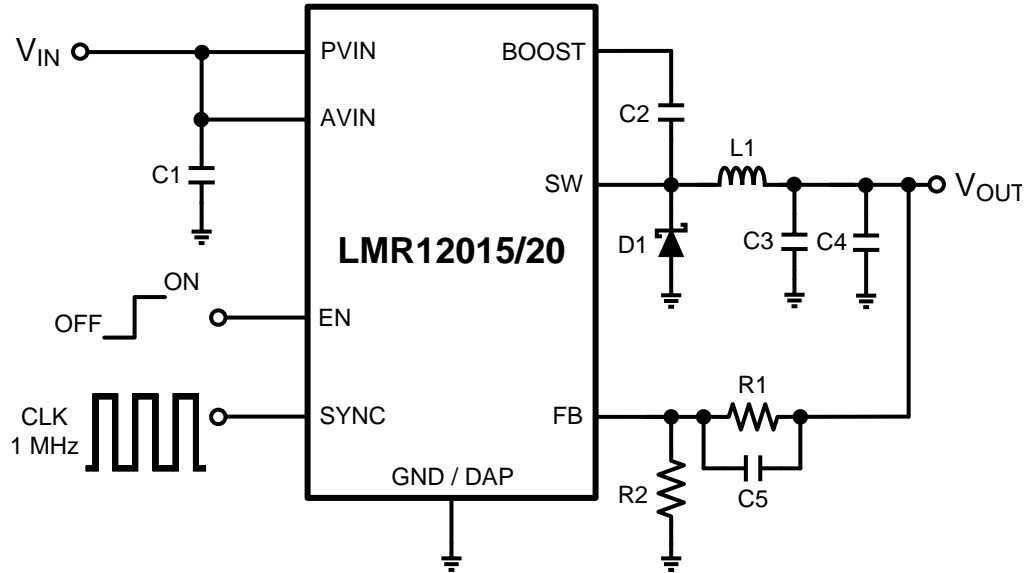 VIN
PVIN
BOOST
AVIN
C2
C1
L1
SW
VOUT
D1
C3
C4
LMR12015/20
ON
OFF
EN
R1
CLK
1 MHz
SYNC
FB
GND / DAP
R2
C5